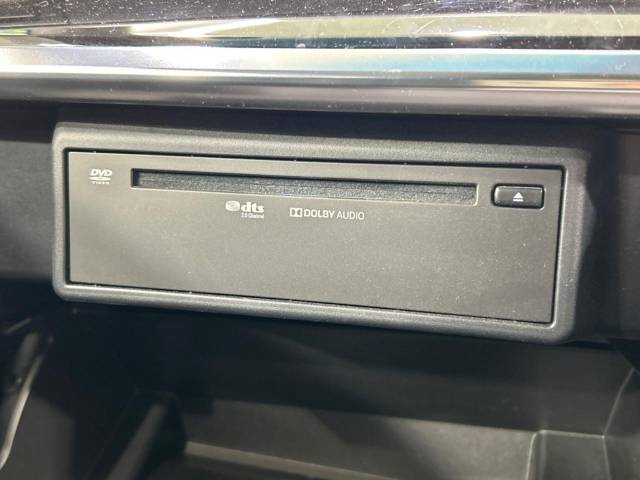 DVD
VIDEO
dts
2.0 Channel
DOLBY AUDIO